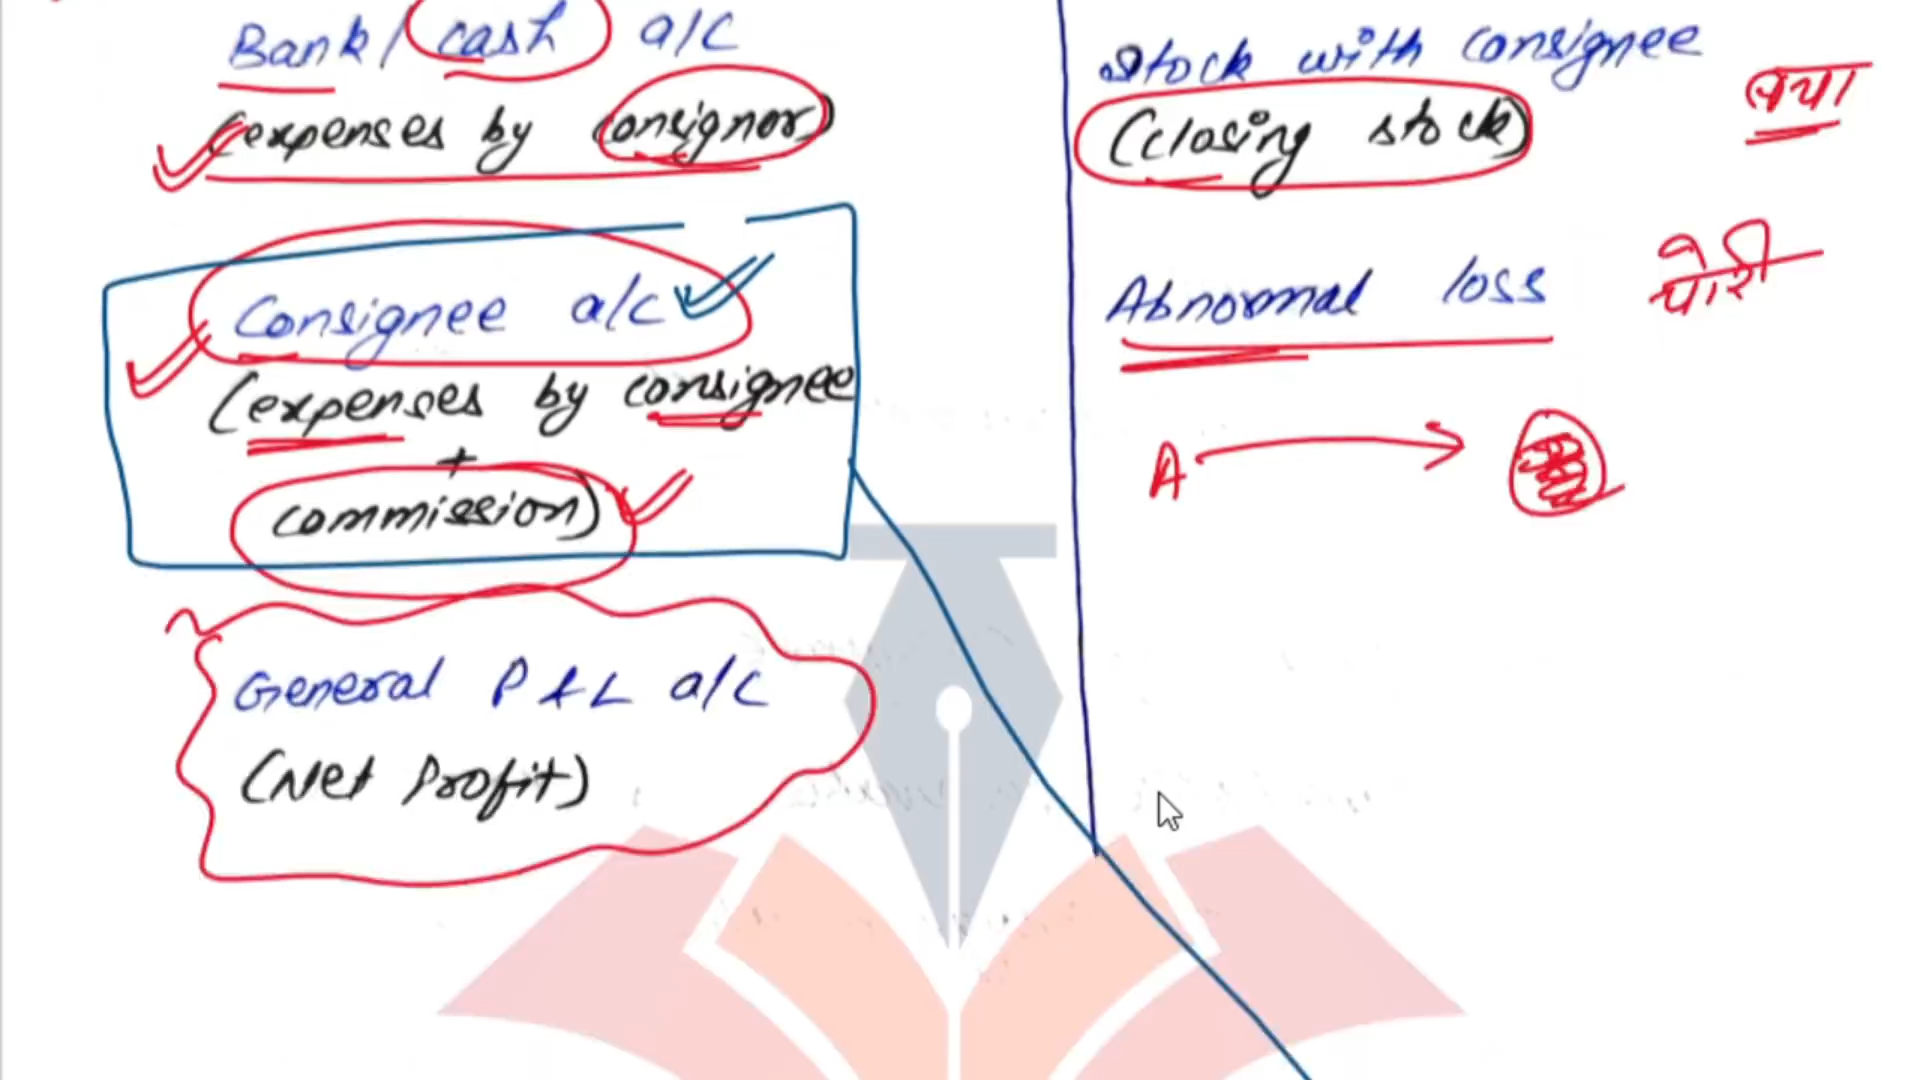 Bank/cash a/c
(expenses by consignor)
Consignee a/c
(expenses by consignee
+
commission)
General P & L a/c
(Net Profit)
Stock with consignee
(closing stock)
Abnormal loss
A